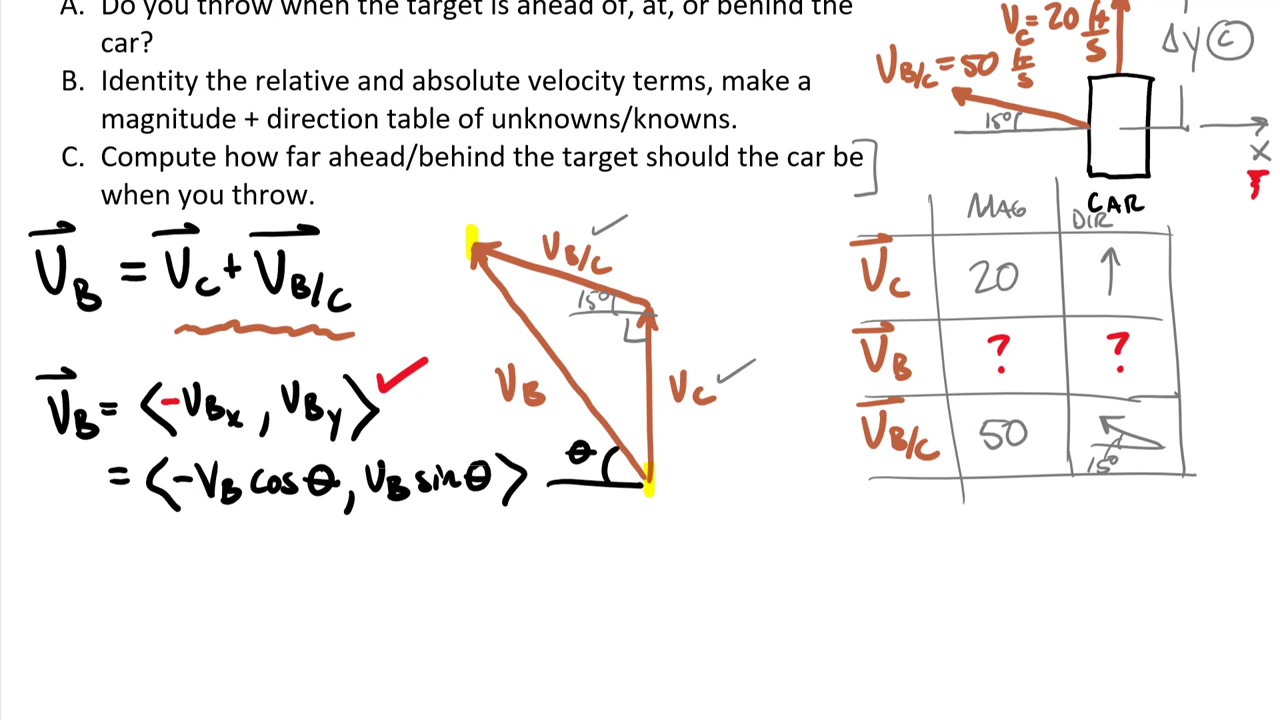 A. Do you throw when the target is ahead of, at, or behind the
car?
B. Identity the relative and absolute velocity terms, make a
magnitude + direction table of unknowns/knowns.
C. Compute how far ahead/behind the target should the car be
when you throw.
V_C = 20 ft/s
V_B/C = 50 ft/s
Δy
C
15°
x
CAR
V_B = V_C + V_B/C
V_B = <-V_Bx, V_By>
= <-V_B cos θ, V_B sin θ>
V_B/C
15°
V_B
V_C
θ
MAG DIR
V_C 20 ↑
V_B ? ?
V_B/C 50 15°